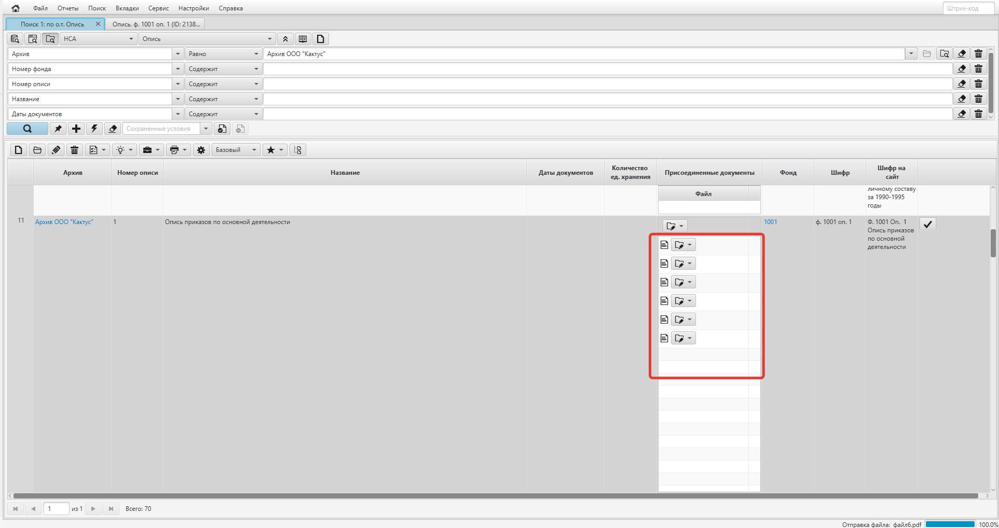 Файл Отчеты Поиск Вкладки Сервис Настройки Справка Штрих-код
Поиск 1: по о.т. Опись Опись. ф. 1001 оп. 1 (ID: 2138...
НСА Опись
Архив Равно Архив ООО "Кактус"
Номер фонда Содержит
Номер описи Содержит
Название Содержит
Даты документов Содержит
Сохраненные условия
Базовый
Архив Номер описи Название Даты документов Количество ед. хранения Присоединенные документы Фонд Шифр Шифр на сайт
Файл
личному составу
за 1990-1995
годы
11 Архив ООО "Кактус" 1 Опись приказов по основной деятельности 1001 ф. 1001 оп. 1 Ф. 1001 Оп. 1
Опись приказов
по основной
деятельности
1 из 1 Всего: 70
Отправка файла: файл6.pdf 100.0%